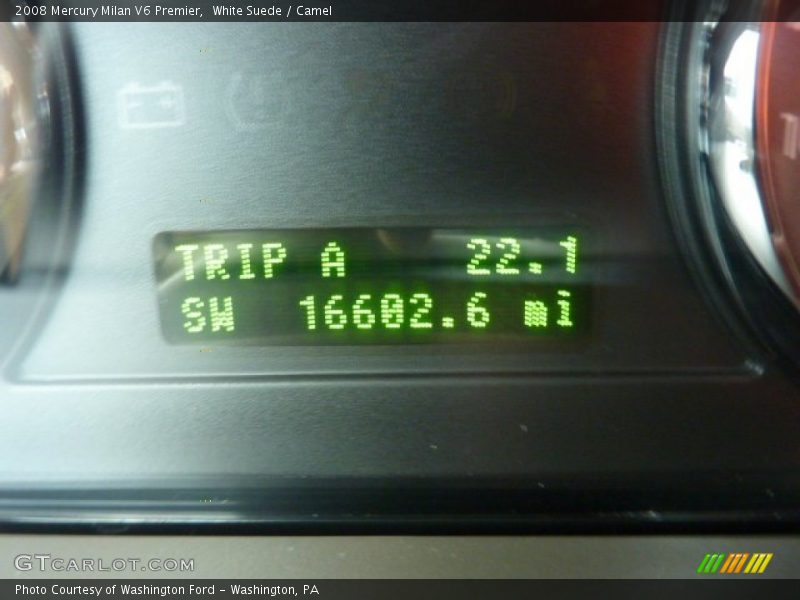 2008 Mercury Milan V6 Premier,  White Suede / Camel
TRIP A 22.1
SW 16602.6 mi
GTCARLOT.COM
Photo Courtesy of Washington Ford - Washington, PA